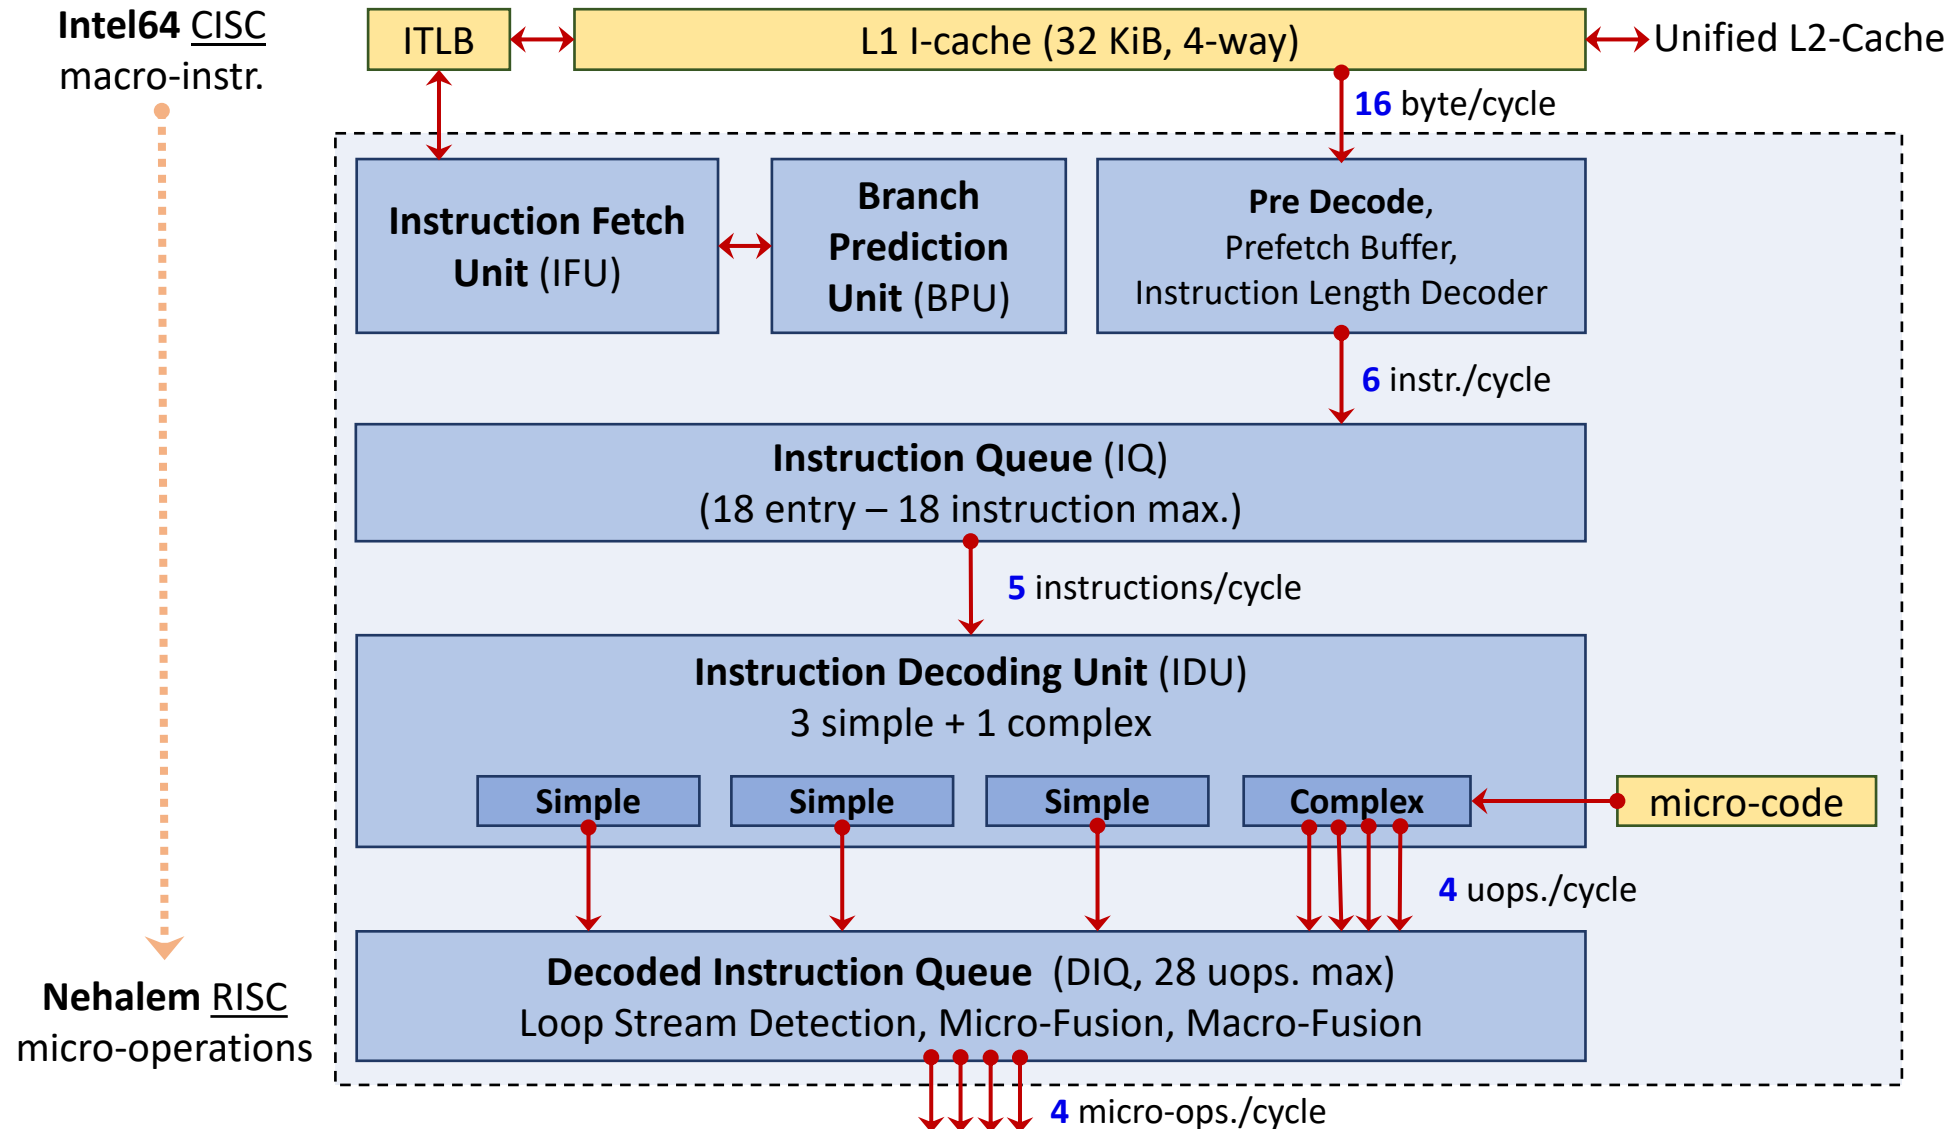 Intel64 CISC
macro-instr.
ITLB
L1 I-cache (32 KiB, 4-way)
Unified L2-Cache
16 byte/cycle
Instruction Fetch
Unit (IFU)
Branch
Prediction
Unit (BPU)
Pre Decode,
Prefetch Buffer,
Instruction Length Decoder
6 instr./cycle
Instruction Queue (IQ)
(18 entry – 18 instruction max.)
5 instructions/cycle
Instruction Decoding Unit (IDU)
3 simple + 1 complex
Simple
Simple
Simple
Complex
micro-code
4 uops./cycle
Decoded Instruction Queue (DIQ, 28 uops. max)
Loop Stream Detection, Micro-Fusion, Macro-Fusion
Nehalem RISC
micro-operations
4 micro-ops./cycle